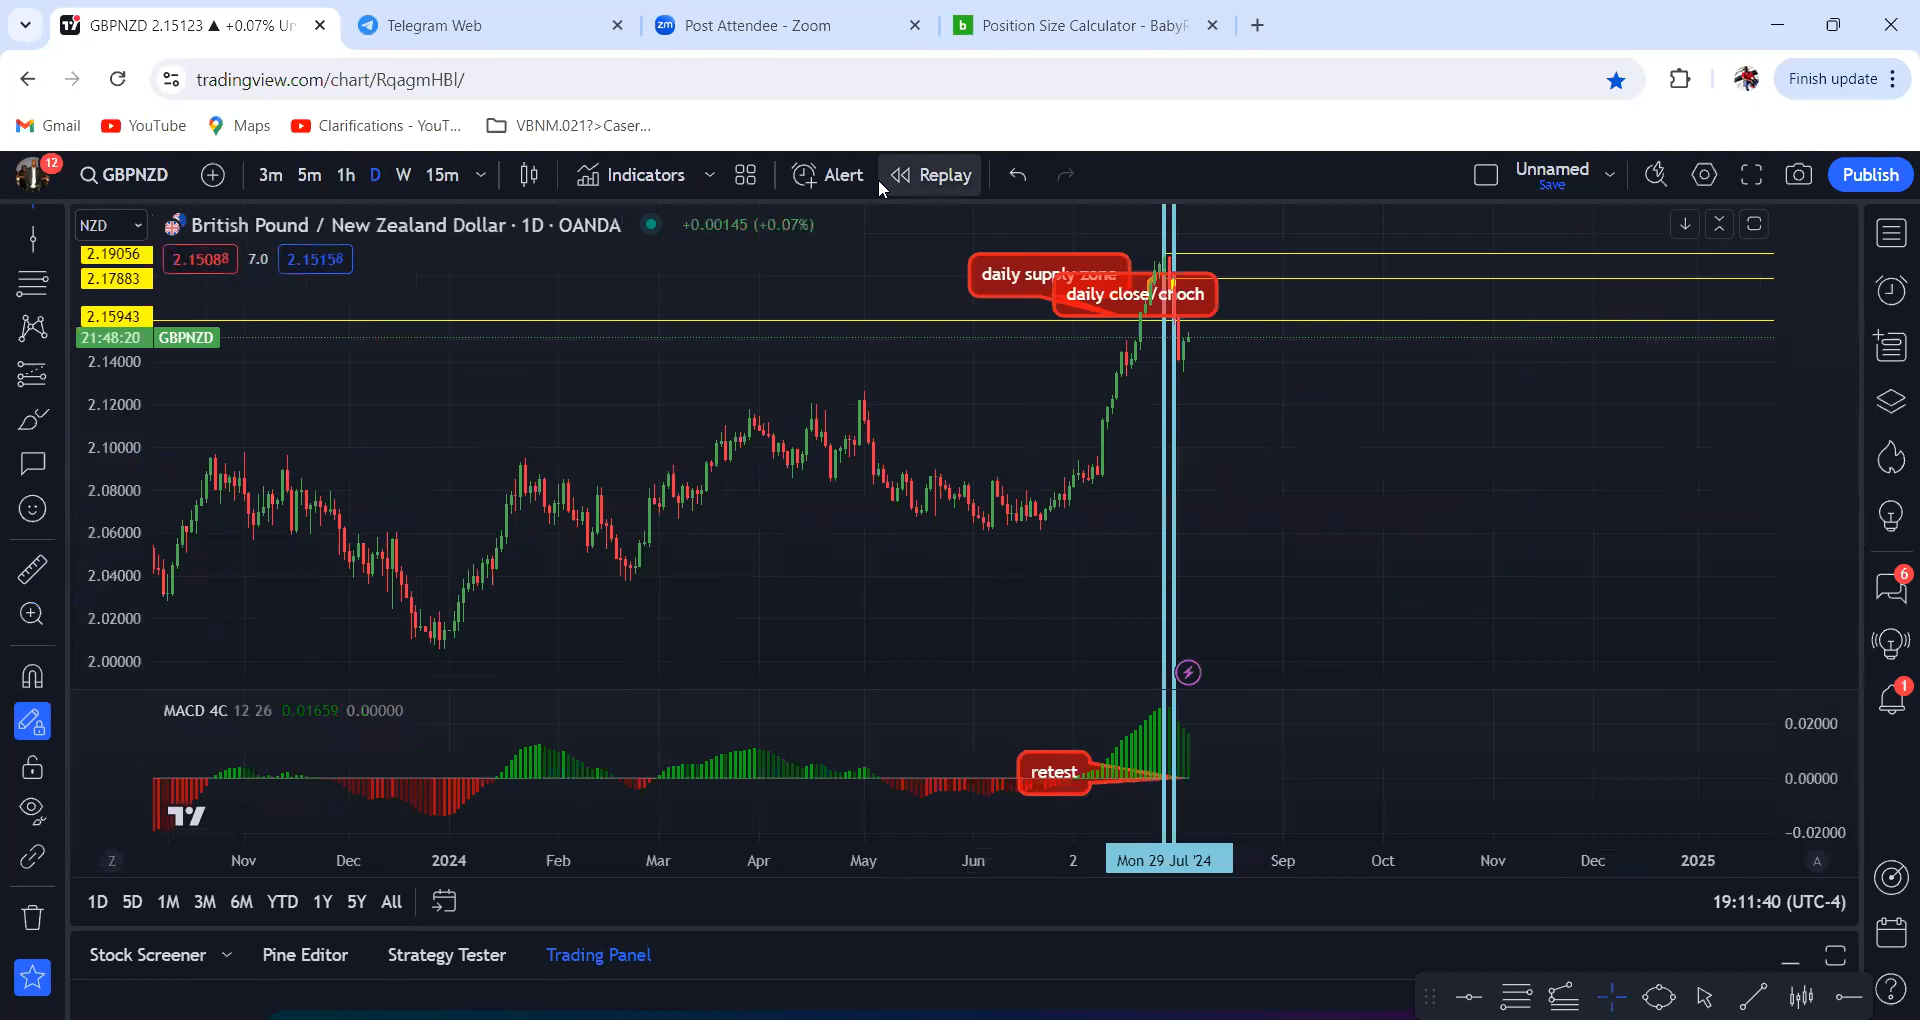 GBPNZD 2.15123 ▲ +0.07% Un
Telegram Web
zm Post Attendee - Zoom
b Position Size Calculator - BabyP
tradingview.com/chart/RqagmHBl/
Finish update
Gmail
YouTube
Maps
Clarifications - YouT...
VBNM.021?>Caser...
12
GBPNZD
3m 5m 1h D W 15m
Indicators
Alert
Replay
Unnamed
Save
Publish
NZD
British Pound / New Zealand Dollar · 1D · OANDA
+0.00145 (+0.07%)
2.15088 7.0 2.15158
2.19056
2.17883
2.15943
21:48:20 GBPNZD
2.14000
2.12000
2.10000
2.08000
2.06000
2.04000
2.02000
2.00000
daily supply zone
daily close/choch
MACD 4C 12 26 0.01659 0.00000
retest
0.02000
0.00000
−0.02000
Z Nov Dec 2024 Feb Mar Apr May Jun 2 Mon 29 Jul '24 Sep Oct Nov Dec 2025 A
1D 5D 1M 3M 6M YTD 1Y 5Y All
19:11:40 (UTC-4)
Stock Screener
Pine Editor
Strategy Tester
Trading Panel
6
1